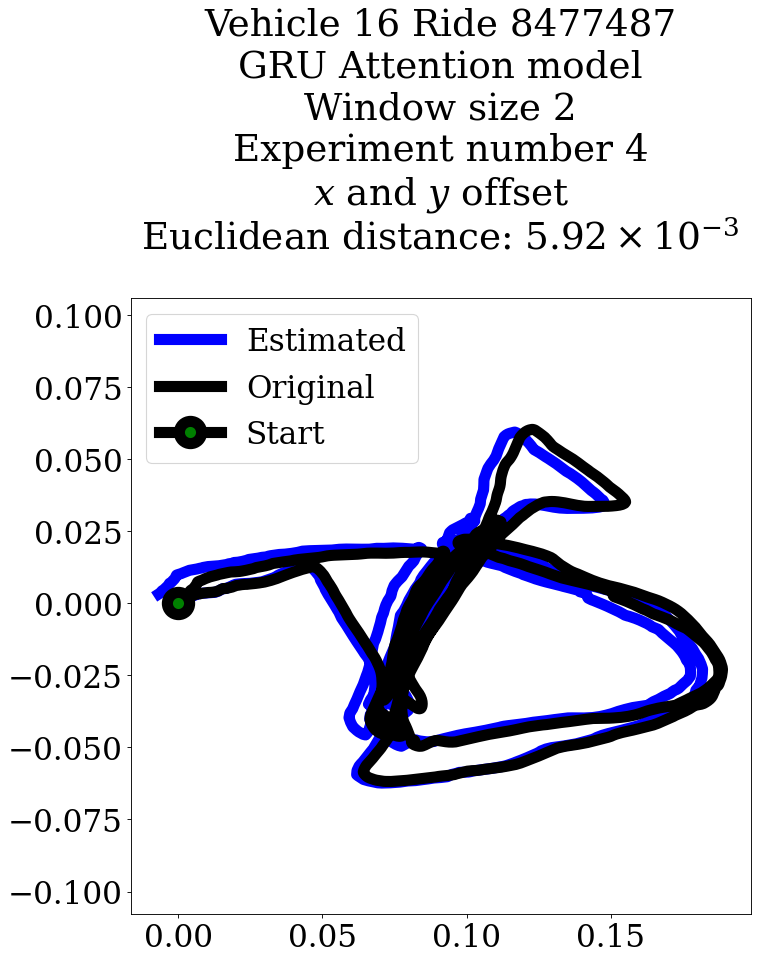 Vehicle 16 Ride 8477487
GRU Attention model
Window size 2
Experiment number 4
x and y offset
Euclidean distance: 5.92 × 10⁻³
Estimated
Original
Start
0.100
0.075
0.050
0.025
0.000
−0.025
−0.050
−0.075
−0.100
0.00 0.05 0.10 0.15